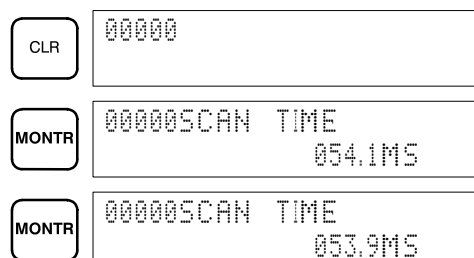 CLR
00000
MONTR
00000SCAN TIME
054.1MS
MONTR
00000SCAN TIME
053.9MS